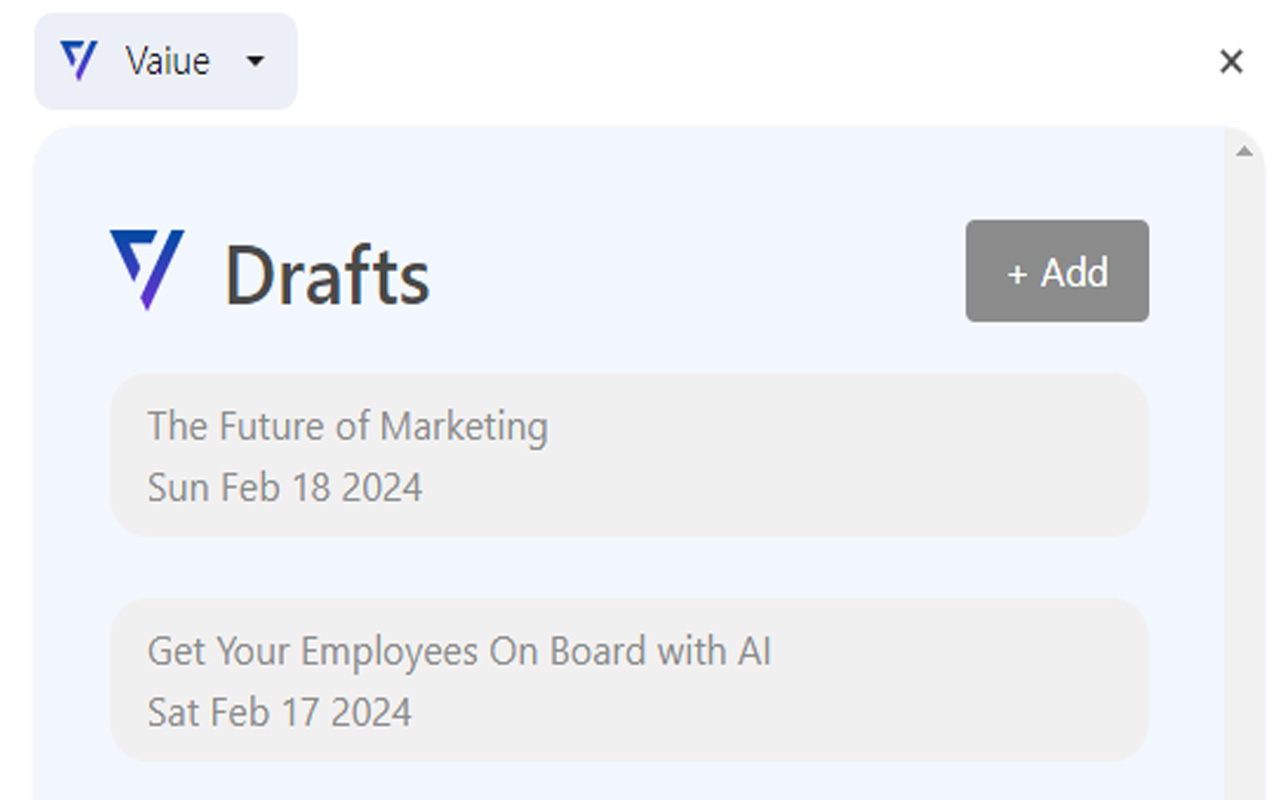 Vaiue
Drafts
+ Add
The Future of Marketing
Sun Feb 18 2024
Get Your Employees On Board with AI
Sat Feb 17 2024